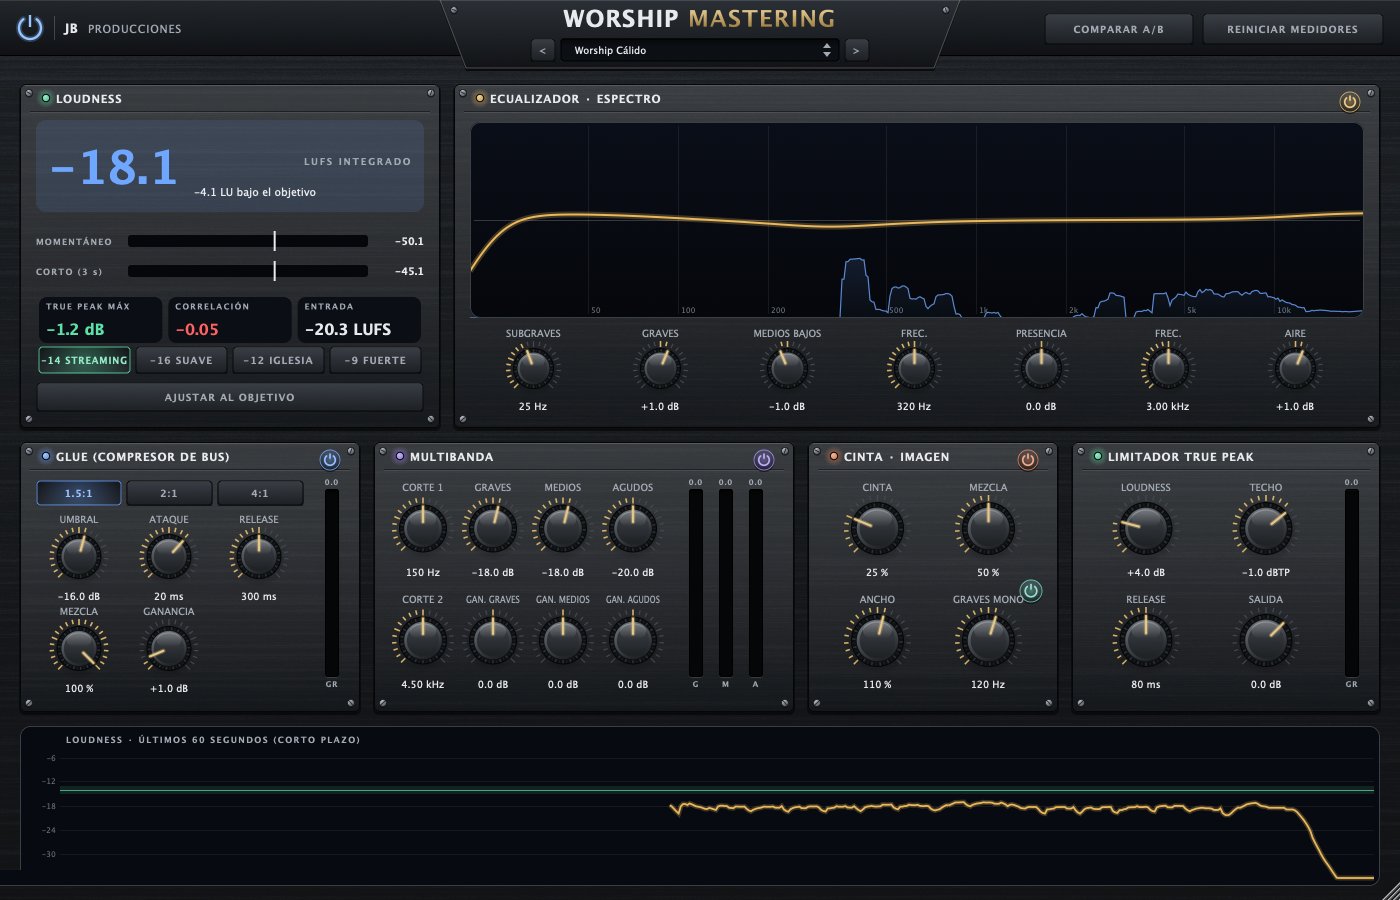 JB PRODUCCIONES
WORSHIP MASTERING
< Worship Cálido >
COMPARAR A/B
REINICIAR MEDIDORES
LOUDNESS
-18.1
LUFS INTEGRADO
-4.1 LU bajo el objetivo
MOMENTÁNEO -50.1
CORTO (3 s) -45.1
TRUE PEAK MÁX CORRELACIÓN ENTRADA
-1.2 dB -0.05 -20.3 LUFS
-14 STREAMING -16 SUAVE -12 IGLESIA -9 FUERTE
AJUSTAR AL OBJETIVO
ECUALIZADOR · ESPECTRO
50 100 200 500 1k 2k 5k 10k
SUBGRAVES GRAVES MEDIOS BAJOS FREC. PRESENCIA FREC. AIRE
25 Hz +1.0 dB -1.0 dB 320 Hz 0.0 dB 3.00 kHz +1.0 dB
GLUE (COMPRESOR DE BUS)
1.5:1 2:1 4:1
0.0
UMBRAL ATAQUE RELEASE
-16.0 dB 20 ms 300 ms
MEZCLA GANANCIA
100 % +1.0 dB
GR
MULTIBANDA
0.0 0.0 0.0
CORTE 1 GRAVES MEDIOS AGUDOS
150 Hz -18.0 dB -18.0 dB -20.0 dB
CORTE 2 GAN. GRAVES GAN. MEDIOS GAN. AGUDOS
4.50 kHz 0.0 dB 0.0 dB 0.0 dB
G M A
CINTA · IMAGEN
CINTA MEZCLA
25 % 50 %
ANCHO GRAVES MONO
110 % 120 Hz
LIMITADOR TRUE PEAK
0.0
LOUDNESS TECHO
+4.0 dB -1.0 dBTP
RELEASE SALIDA
80 ms 0.0 dB
GR
LOUDNESS · ÚLTIMOS 60 SEGUNDOS (CORTO PLAZO)
-6
-12
-18
-24
-30